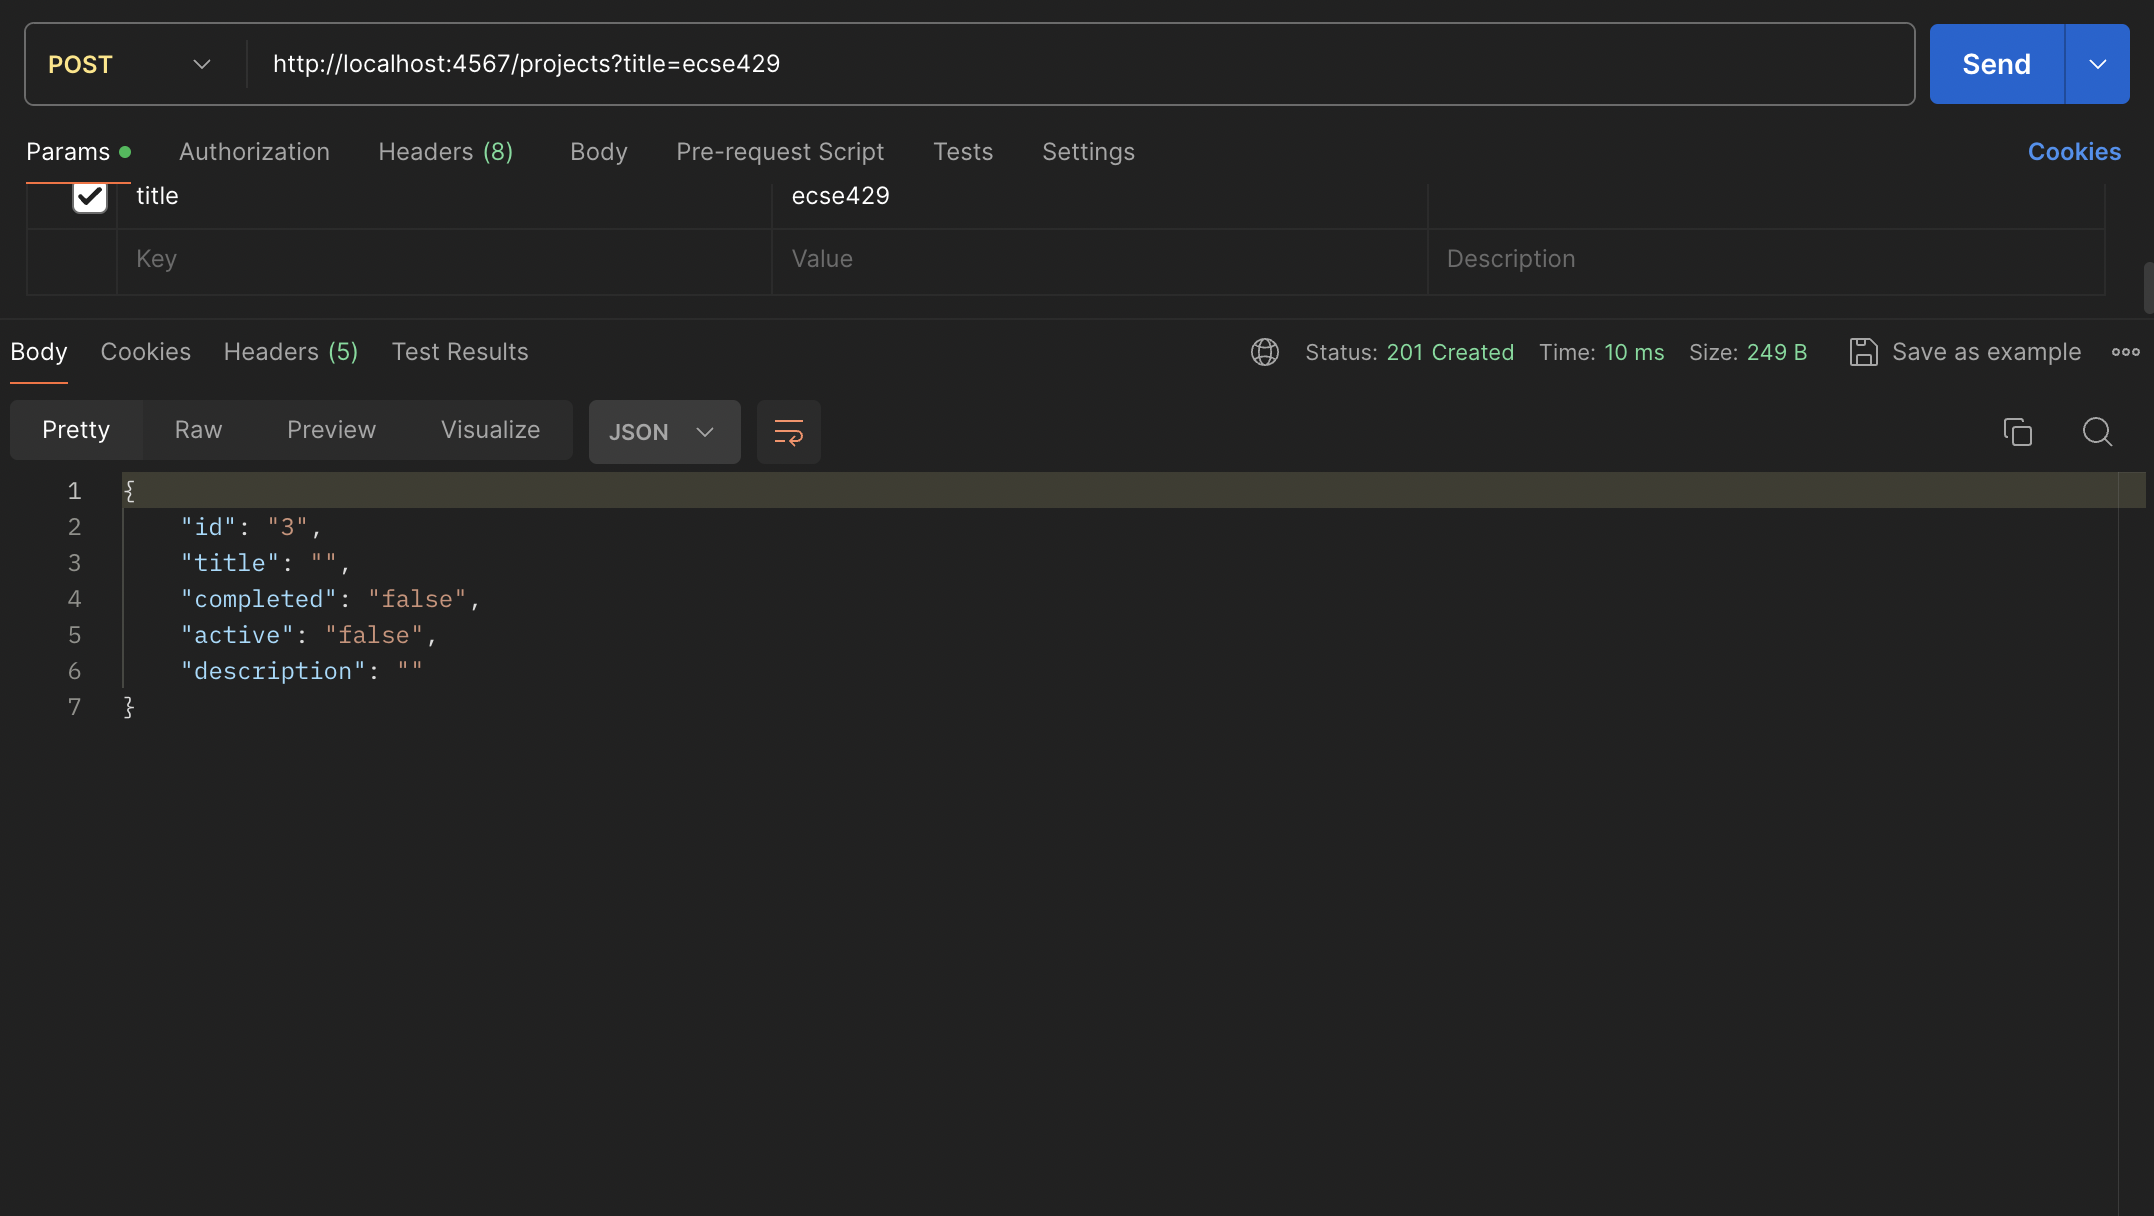 POST http://localhost:4567/projects?title=ecse429 Send
Params Authorization Headers (8) Body Pre-request Script Tests Settings Cookies
title ecse429
Key Value Description
Body Cookies Headers (5) Test Results Status: 201 Created Time: 10 ms Size: 249 B Save as example
Pretty Raw Preview Visualize JSON
1 {
2 "id": "3",
3 "title": "",
4 "completed": "false",
5 "active": "false",
6 "description": ""
7 }